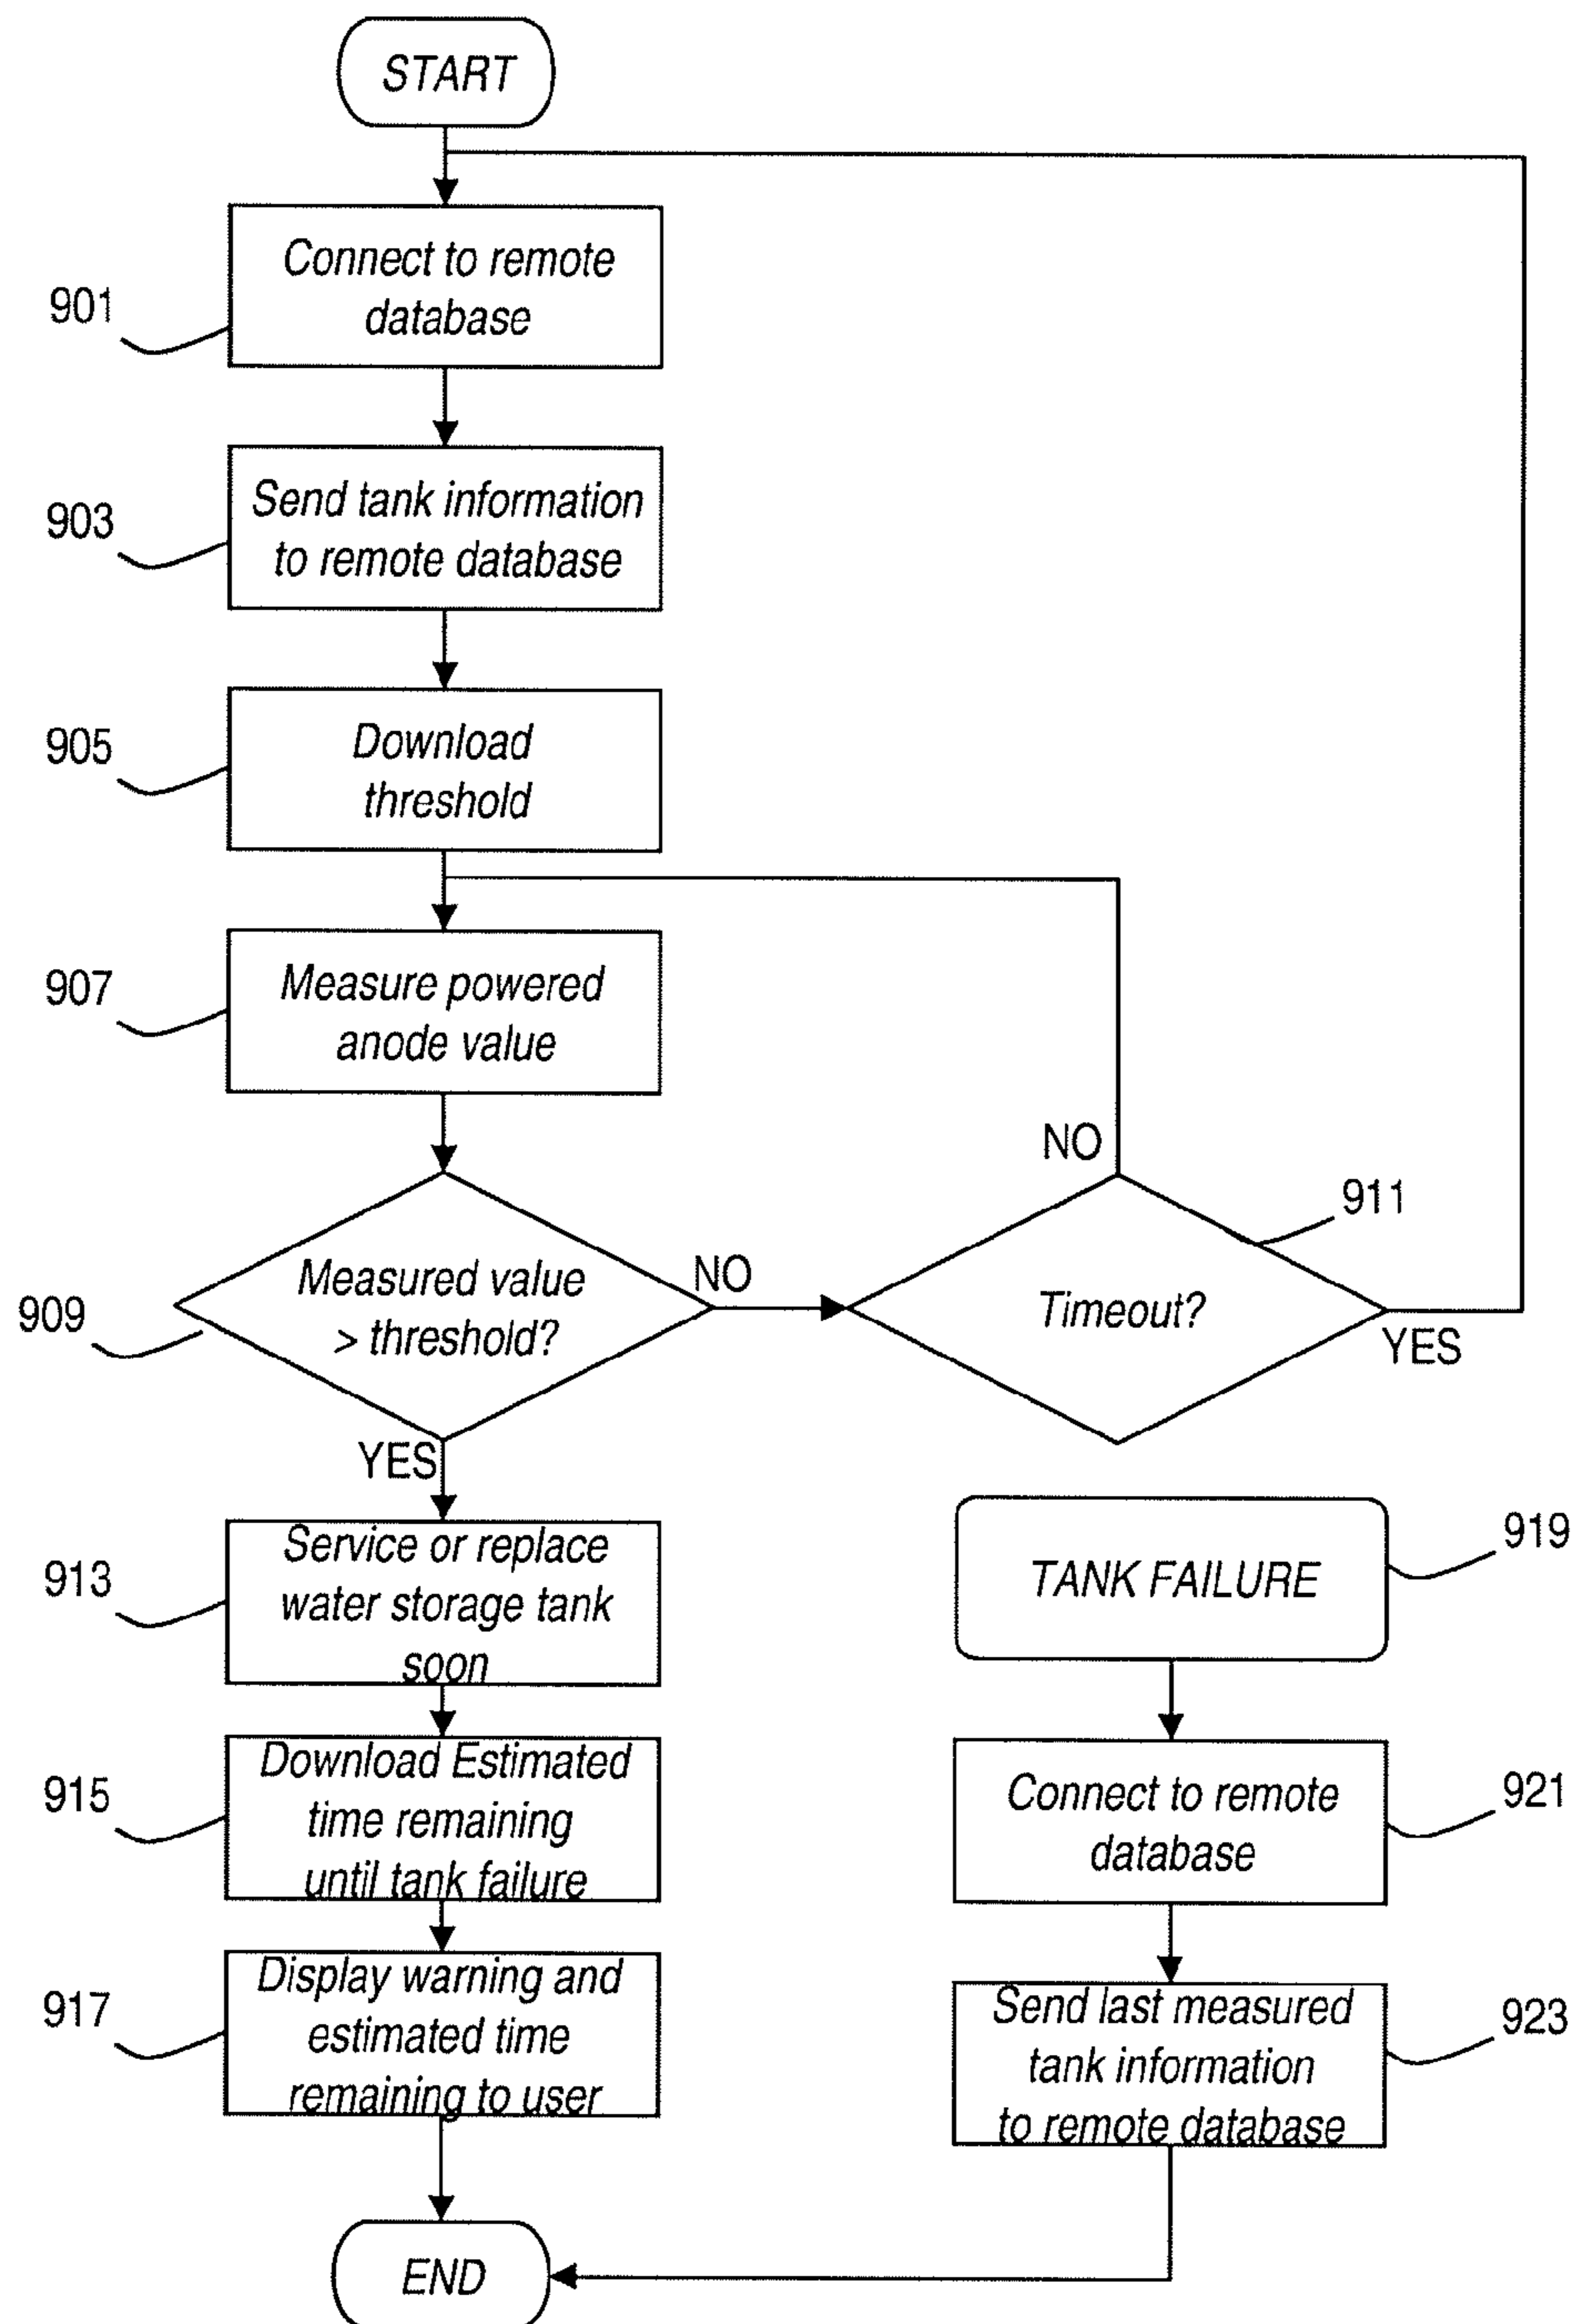 START
901
Connect to remote
database
903
Send tank information
to remote database
905
Download
threshold
907
Measure powered
anode value
909
Measured value
> threshold?
NO
YES
911
Timeout?
NO
YES
913
Service or replace
water storage tank
soon
915
Download Estimated
time remaining
until tank failure
917
Display warning and
estimated time
remaining to user
919
TANK FAILURE
921
Connect to remote
database
923
Send last measured
tank information
to remote database
END